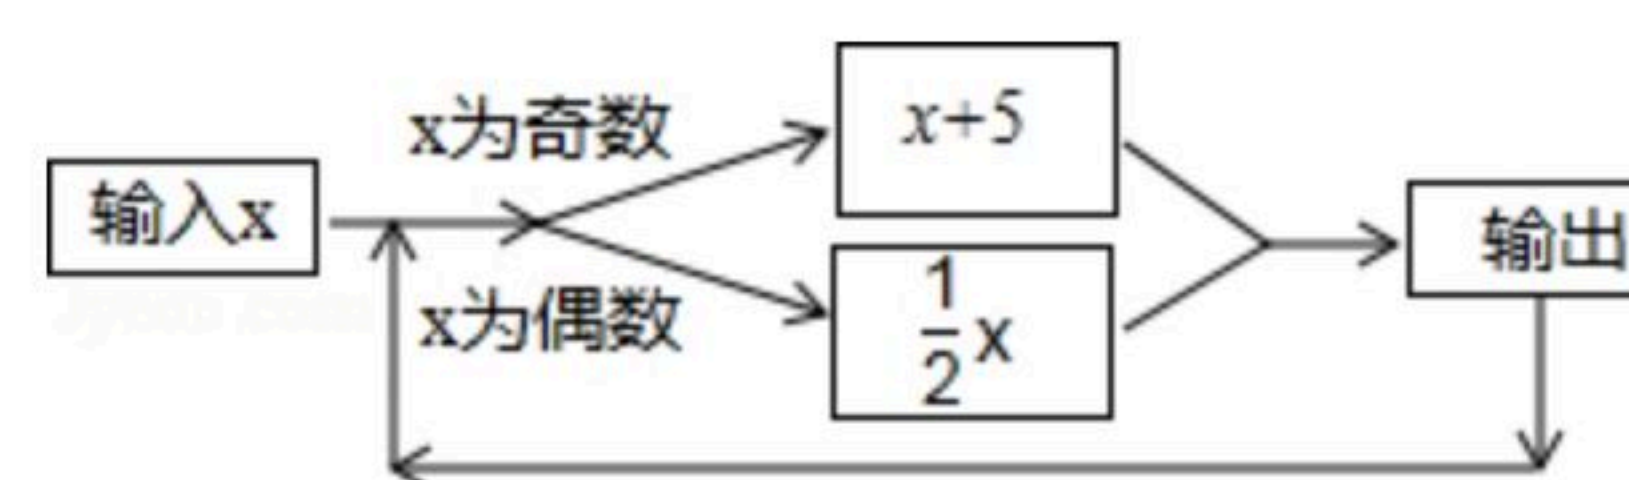 输入x
x为奇数
x+5
x为偶数
1/2 x
输出